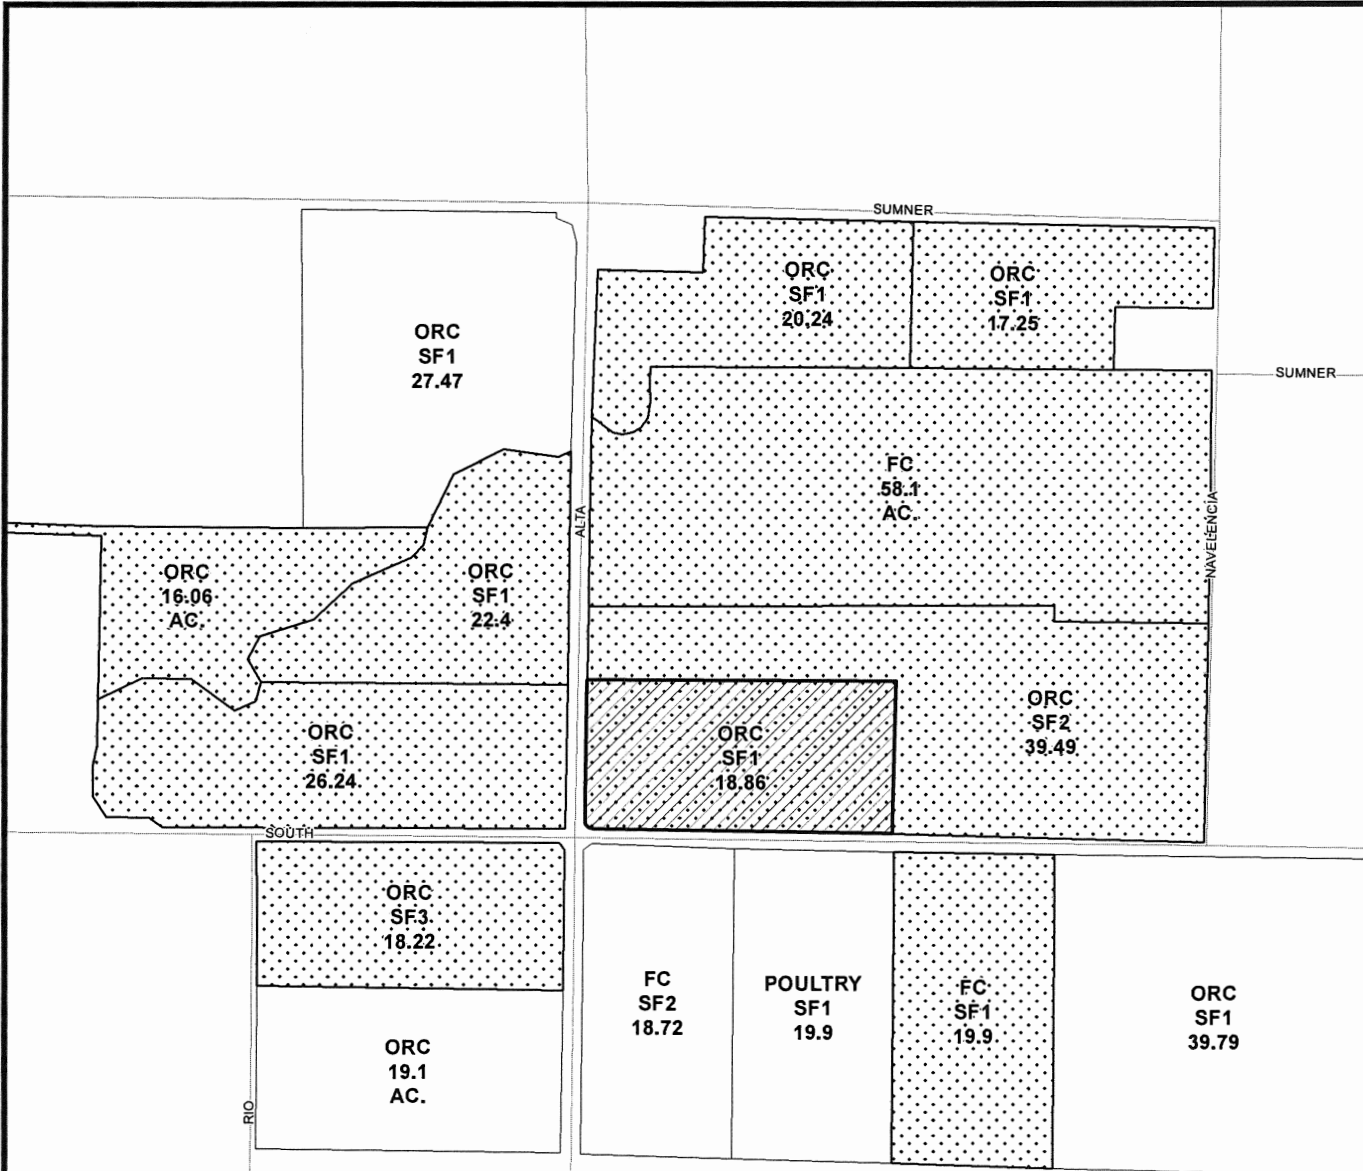 SUMNER
ORC
SF1
20.24
ORC
SF1
17.25
ORC
SF1
27.47
SUMNER
FC
58.1
AC.
ALTA
NAVELENCIA
ORC
16.06
AC.
ORC
SF1
22.4
ORC
SF2
39.49
ORC
SF1
26.24
ORC
SF1
18.86
SOUTH
ORC
SF3
18.22
FC
SF2
18.72
POULTRY
SF1
19.9
FC
SF1
19.9
ORC
SF1
39.79
ORC
19.1
AC.
RIO